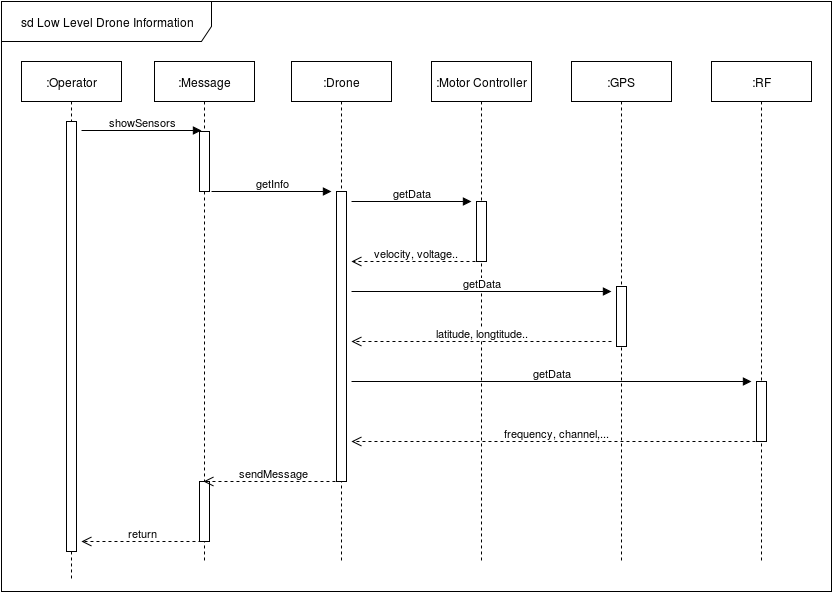 sd Low Level Drone Information
:Operator
:Message
:Drone
:Motor Controller
:GPS
:RF
showSensors
getInfo
getData
velocity, voltage..
getData
latitude, longtitude..
getData
frequency, channel,...
sendMessage
return